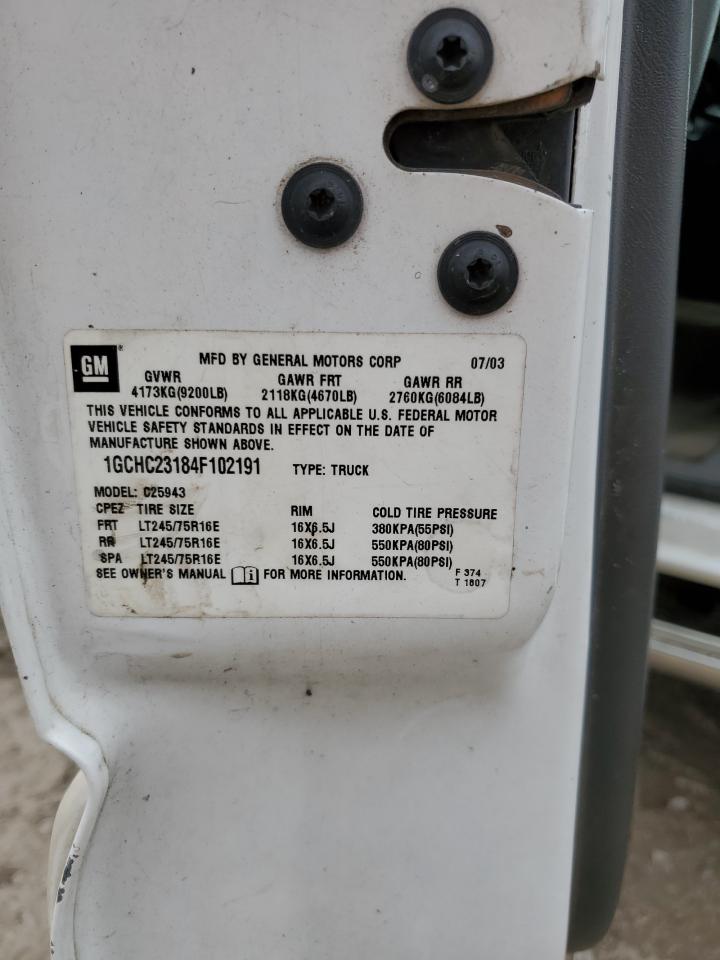 GM
MFD BY GENERAL MOTORS CORP 07/03
GVWR GAWR FRT GAWR RR
4173KG(9200LB) 2118KG(4670LB) 2760KG(6084LB)
THIS VEHICLE CONFORMS TO ALL APPLICABLE U.S. FEDERAL MOTOR
VEHICLE SAFETY STANDARDS IN EFFECT ON THE DATE OF
MANUFACTURE SHOWN ABOVE.
1GCHC23184F102191 TYPE: TRUCK
MODEL: C25943
CPEZ TIRE SIZE RIM COLD TIRE PRESSURE
FRT LT245/75R16E 16X6.5J 380KPA(55PSI)
RR LT245/75R16E 16X6.5J 550KPA(80PSI)
SPA LT245/75R16E 16X6.5J 550KPA(80PSI)
SEE OWNER'S MANUAL i FOR MORE INFORMATION. F 374
T 1807